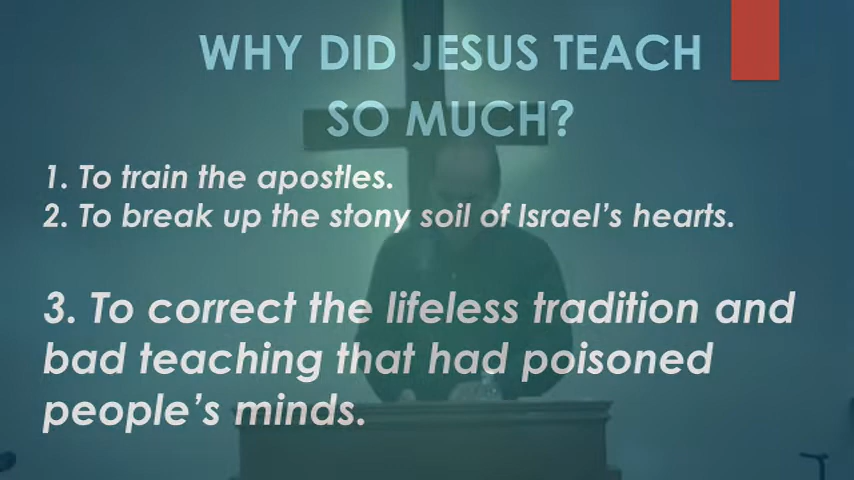 WHY DID JESUS TEACH
SO MUCH?
1. To train the apostles.
2. To break up the stony soil of Israel's hearts.
3. To correct the lifeless tradition and
bad teaching that had poisoned
people's minds.